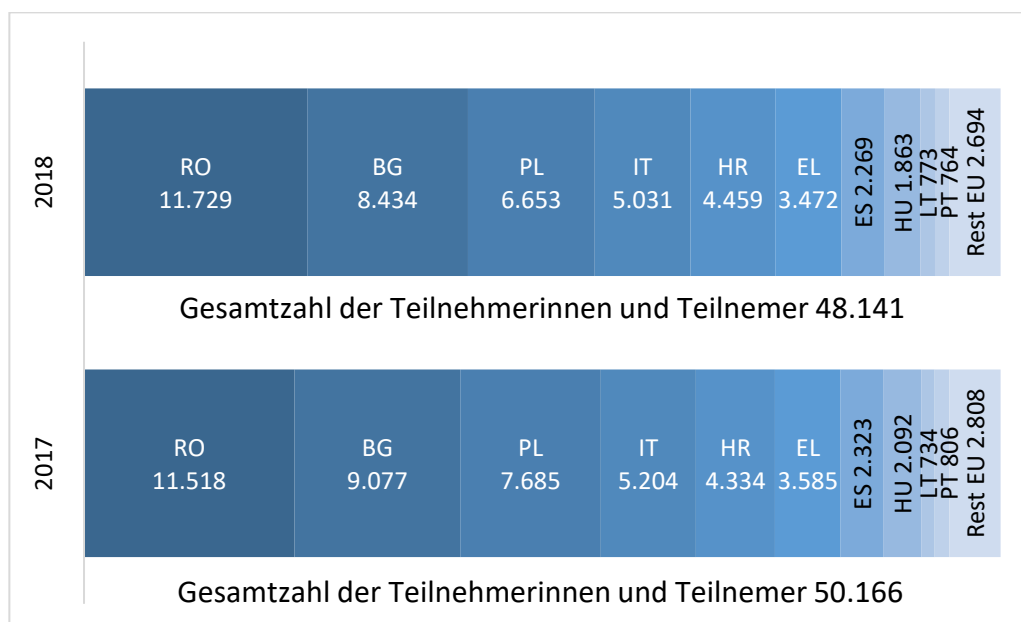 2018
RO
11.729
BG
8.434
PL
6.653
IT
5.031
HR
4.459
EL
3.472
ES 2.269
HU 1.863
LT 773
PT 764
Rest EU 2.694
Gesamtzahl der Teilnehmerinnen und Teilnemer 48.141
2017
RO
11.518
BG
9.077
PL
7.685
IT
5.204
HR
4.334
EL
3.585
ES 2.323
HU 2.092
LT 734
PT 806
Rest EU 2.808
Gesamtzahl der Teilnehmerinnen und Teilnemer 50.166